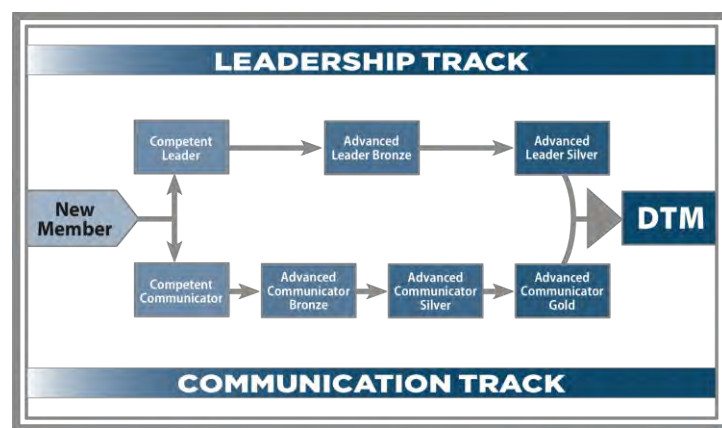 LEADERSHIP TRACK
Competent
Leader
Advanced
Leader Bronze
Advanced
Leader Silver
New
Member
DTM
Competent
Communicator
Advanced
Communicator
Bronze
Advanced
Communicator
Silver
Advanced
Communicator
Gold
COMMUNICATION TRACK